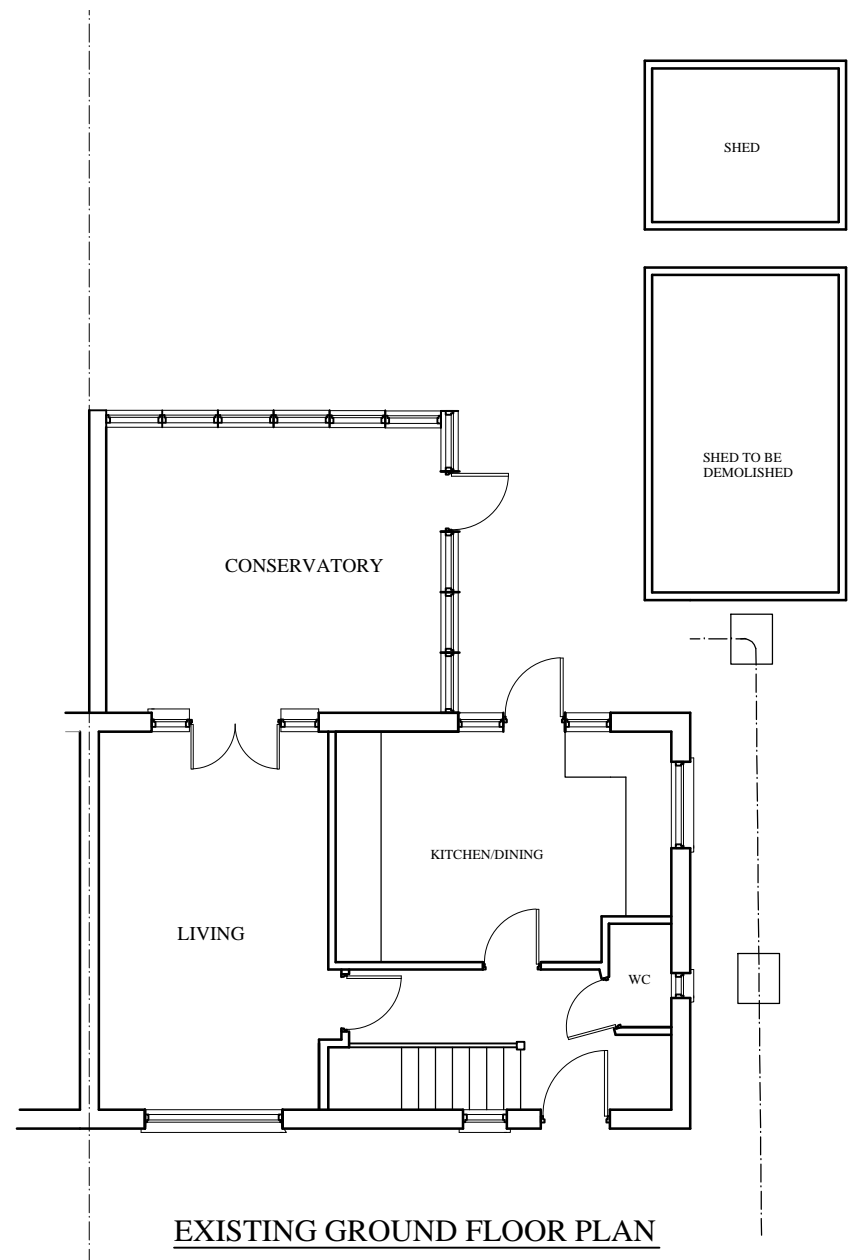 SHED
SHED TO BE
DEMOLISHED
CONSERVATORY
KITCHEN/DINING
LIVING
WC
EXISTING GROUND FLOOR PLAN